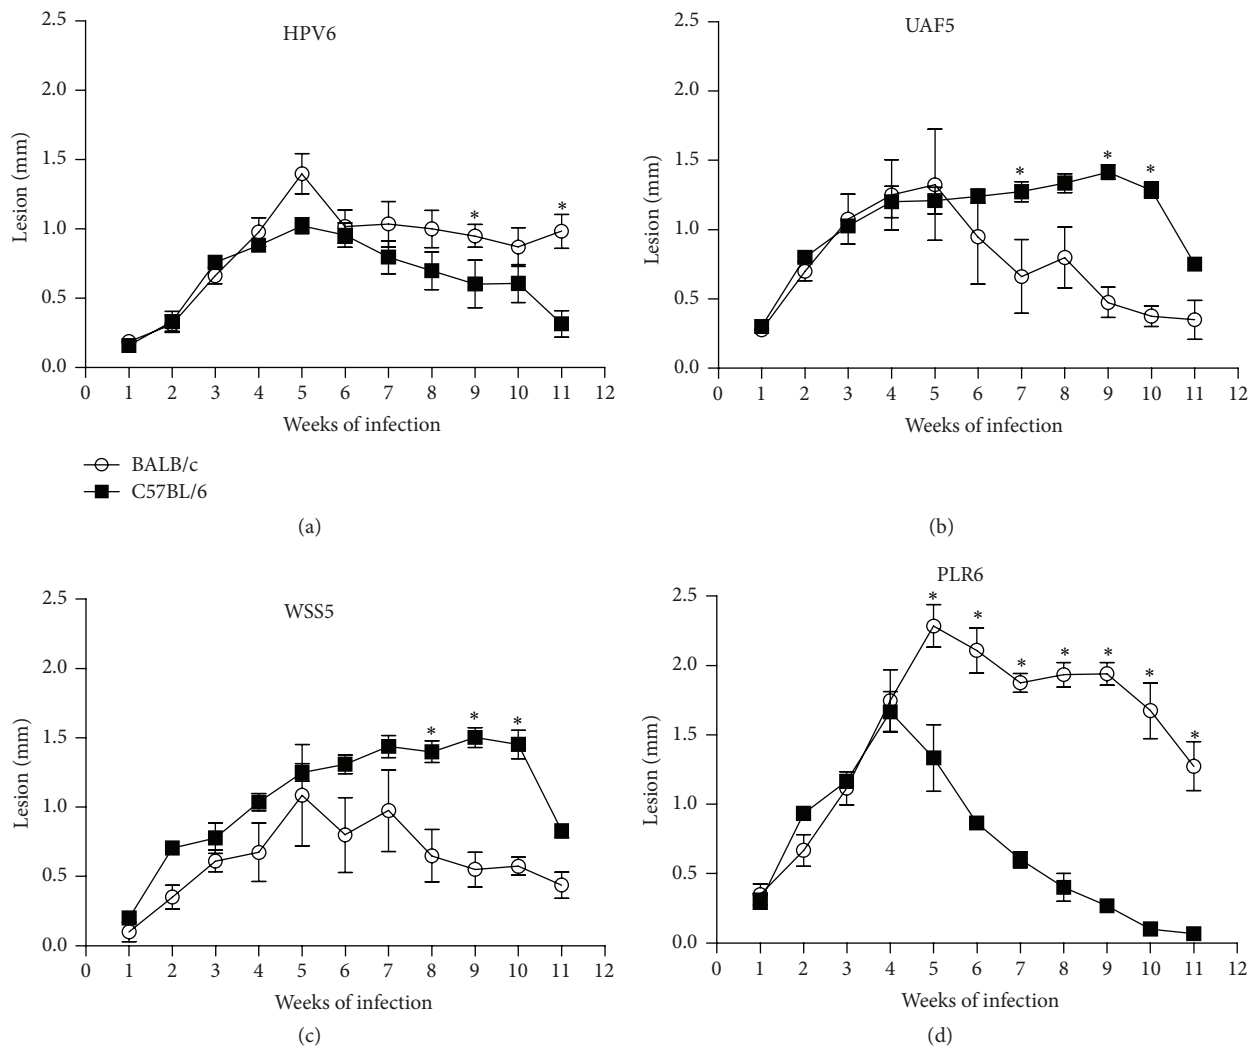 HPV6
2.5
2.0
1.5
1.0
0.5
0.0
Lesion (mm)
* *
0 1 2 3 4 5 6 7 8 9 10 11 12
Weeks of infection
BALB/c
C57BL/6
(a)
UAF5
2.5
2.0
1.5
1.0
0.5
0.0
Lesion (mm)
* * *
0 1 2 3 4 5 6 7 8 9 10 11 12
Weeks of infection
(b)
WSS5
2.5
2.0
1.5
1.0
0.5
0.0
Lesion (mm)
* * *
0 1 2 3 4 5 6 7 8 9 10 11 12
Weeks of infection
(c)
PLR6
2.5
2.0
1.5
1.0
0.5
0.0
Lesion (mm)
* * * * * * *
0 1 2 3 4 5 6 7 8 9 10 11 12
Weeks of infection
(d)